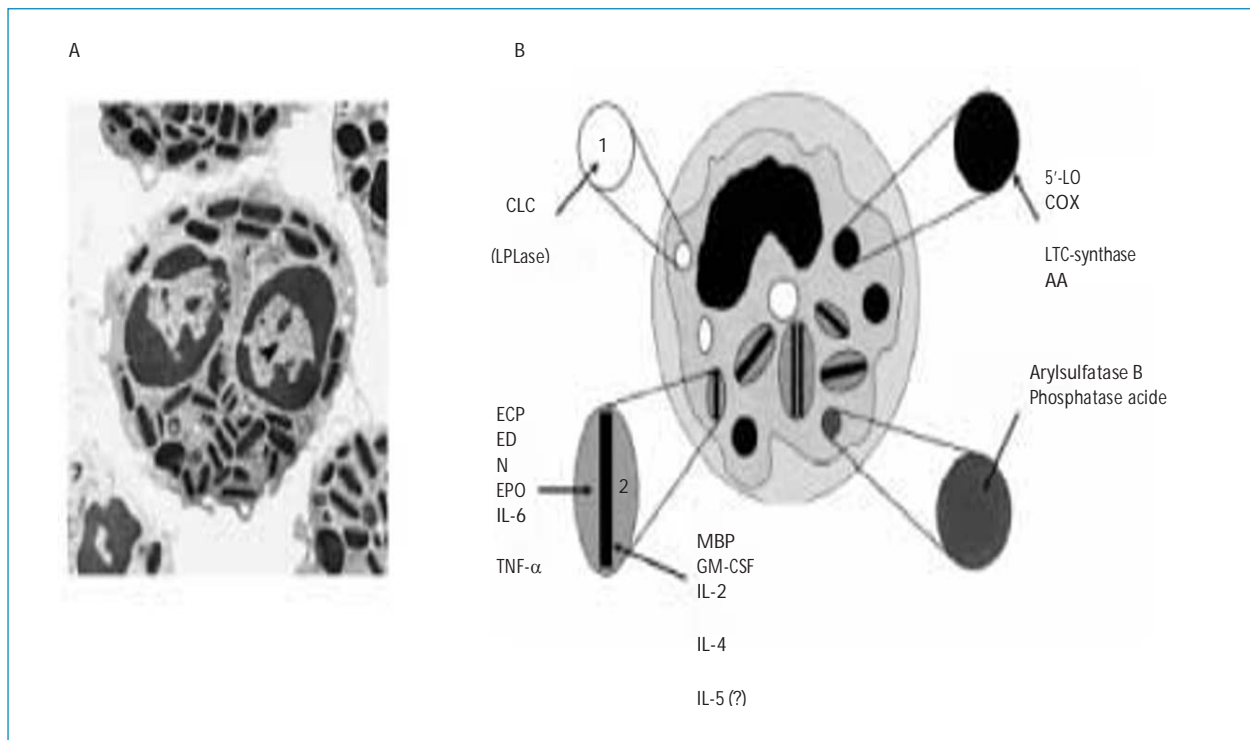 A
B
1
CLC
(LPLase)
5'-LO
COX
LTC-synthase
AA
Arylsulfatase B
Phosphatase acide
ECP
ED
N
EPO
IL-6
TNF-α
2
MBP
GM-CSF
IL-2
IL-4
IL-5 (?)